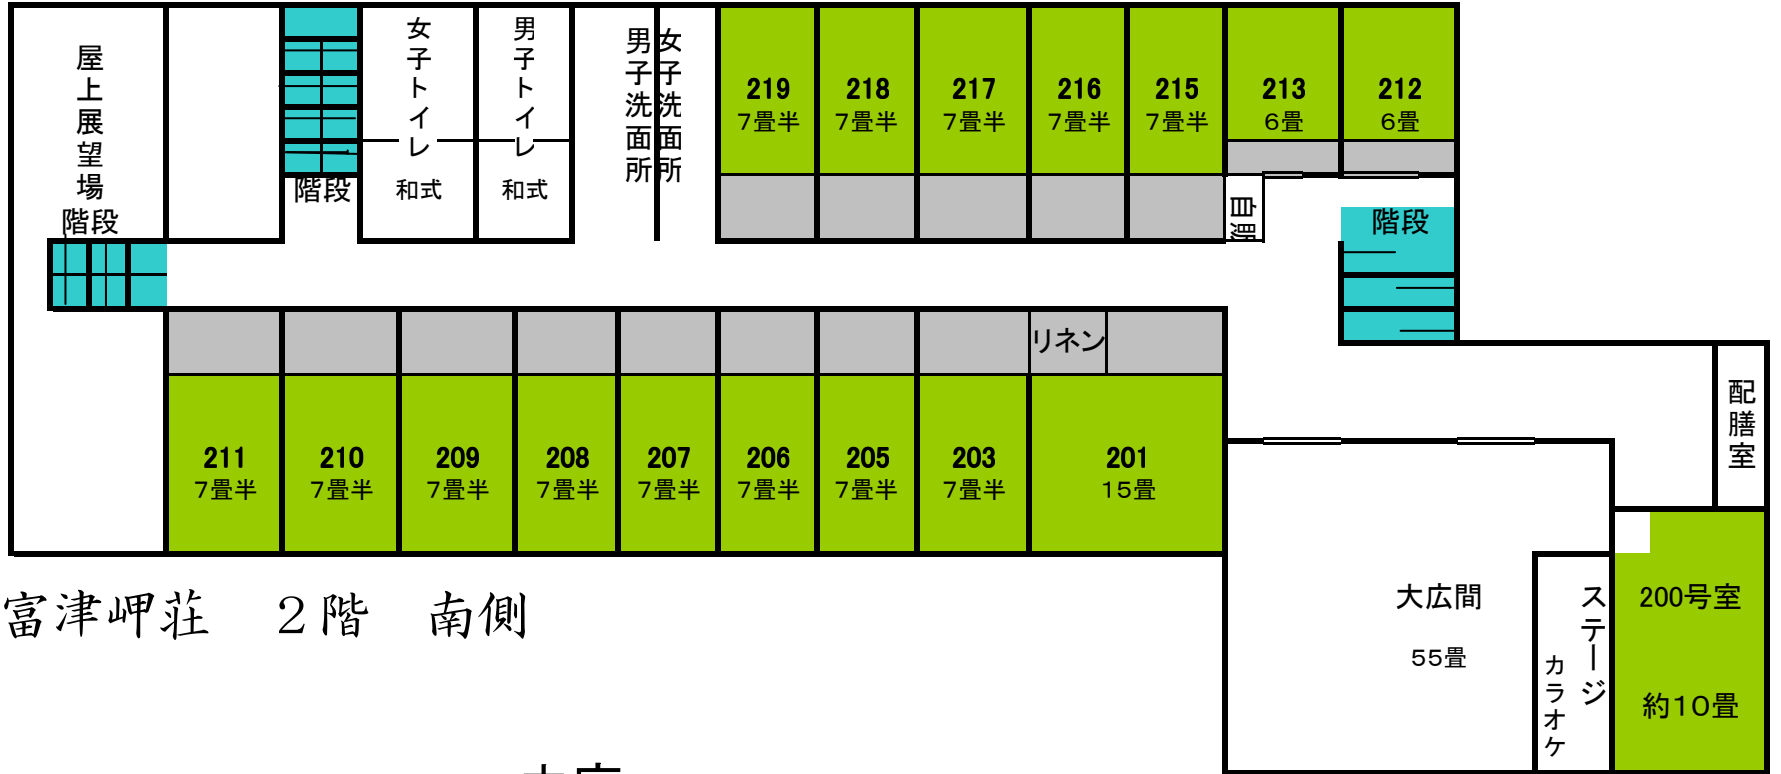 屋上展望場
階段
階段
女子トイレ
和式
男子トイレ
和式
男子洗面所
女子洗面所
219
7畳半
218
7畳半
217
7畳半
216
7畳半
215
7畳半
213
6畳
212
6畳
階段
リネン
211
7畳半
210
7畳半
209
7畳半
208
7畳半
207
7畳半
206
7畳半
205
7畳半
203
7畳半
201
15畳
配膳室
大広間
55畳
ステージ
カラオケ
200号室
約10畳
富津岬荘　2階　南側